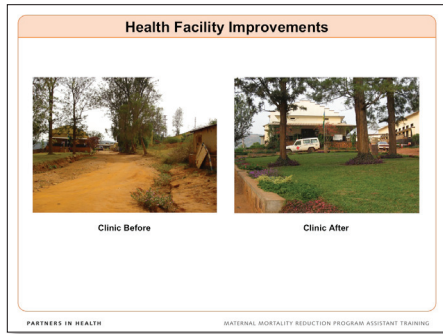 Health Facility Improvements
Clinic Before
Clinic After
PARTNERS IN HEALTH
MATERNAL MORTALITY REDUCTION PROGRAM ASSISTANT TRAINING